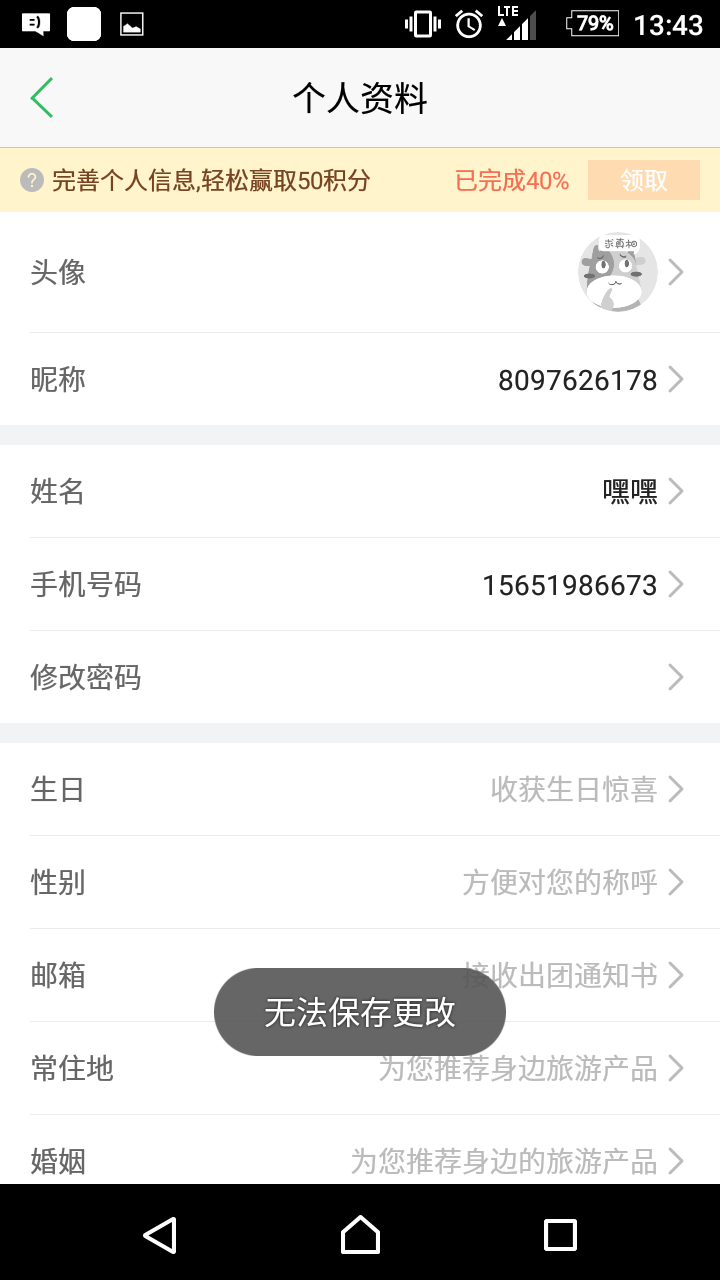 LTE
79%
13:43
个人资料
? 完善个人信息,轻松赢取50积分 已完成40% 领取
求真相
头像
昵称 8097626178
姓名 嘿嘿
手机号码 15651986673
修改密码
生日 收获生日惊喜
性别 方便对您的称呼
邮箱 接收出团通知书
无法保存更改
常住地 为您推荐身边旅游产品
婚姻 为您推荐身边的旅游产品